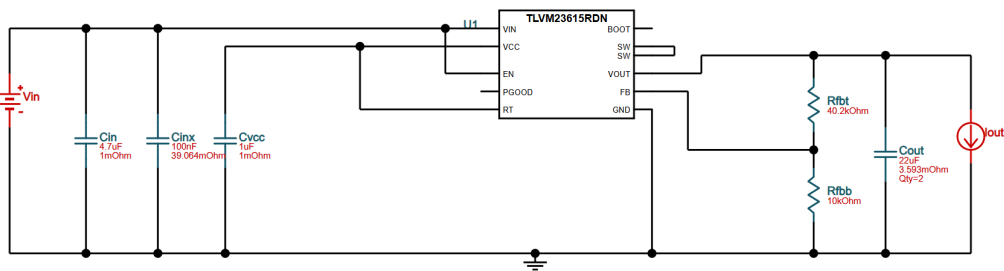 U1
TLVM23615RDN
VIN
VCC
EN
PGOOD
RT
BOOT
SW
SW
VOUT
FB
GND
Vin
Cin
4.7uF
1mOhm
Cinx
100nF
39.064mOhm
Cvcc
1uF
1mOhm
Rfbt
40.2kOhm
Rfbb
10kOhm
Cout
22uF
3.593mOhm
Qty=2
Iout